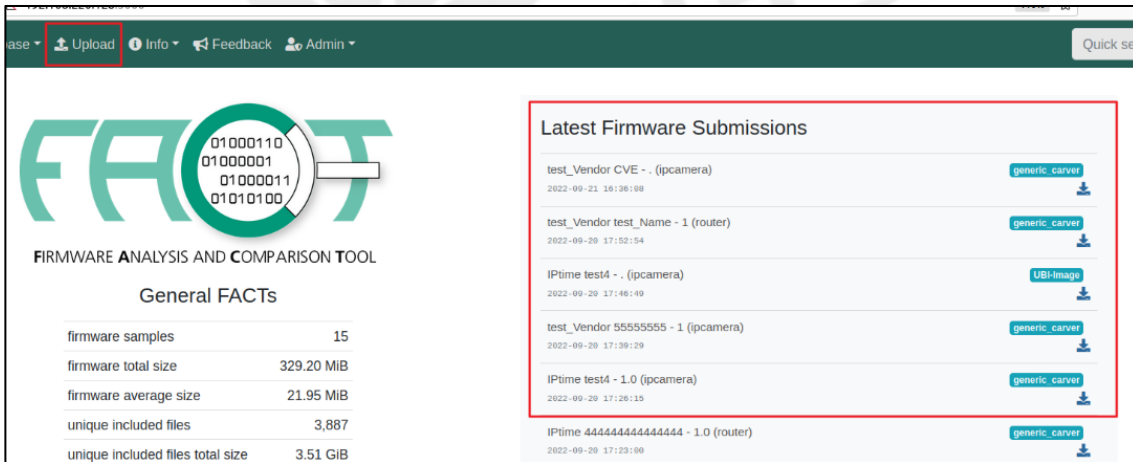 Upload
Info
Feedback
Admin
FACT
01000110
01000001
01000011
01010100
FIRMWARE ANALYSIS AND COMPARISON TOOL
General FACTs
firmware samples 15
firmware total size 329.20 MiB
firmware average size 21.95 MiB
unique included files 3,887
unique included files total size 3.51 GiB
Latest Firmware Submissions
test_Vendor CVE - . (ipcamera) generic_carver
2022-09-21 16:36:08
test_Vendor test_Name - 1 (router) generic_carver
2022-09-20 17:52:54
IPtime test4 - . (ipcamera) UBI-Image
2022-09-20 17:46:49
test_Vendor 55555555 - 1 (ipcamera) generic_carver
2022-09-20 17:39:29
IPtime test4 - 1.0 (ipcamera) generic_carver
2022-09-20 17:26:15
IPtime 444444444444444 - 1.0 (router) generic_carver
2022-09-20 17:23:00